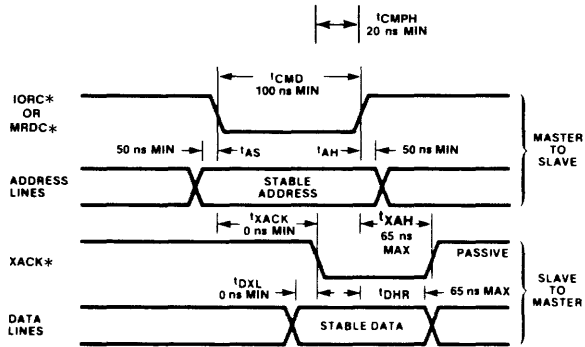 tCMPH
20 ns MIN
tCMD
100 ns MIN
IORC*
OR
MRDC*
50 ns MIN
tAS
tAH
50 ns MIN
MASTER
TO
SLAVE
ADDRESS
LINES
STABLE
ADDRESS
tXACK
0 ns MIN
tXAH
65 ns
MAX
XACK*
PASSIVE
tDXL
0 ns MIN
tDHR
65 ns MAX
SLAVE
TO
MASTER
DATA
LINES
STABLE DATA